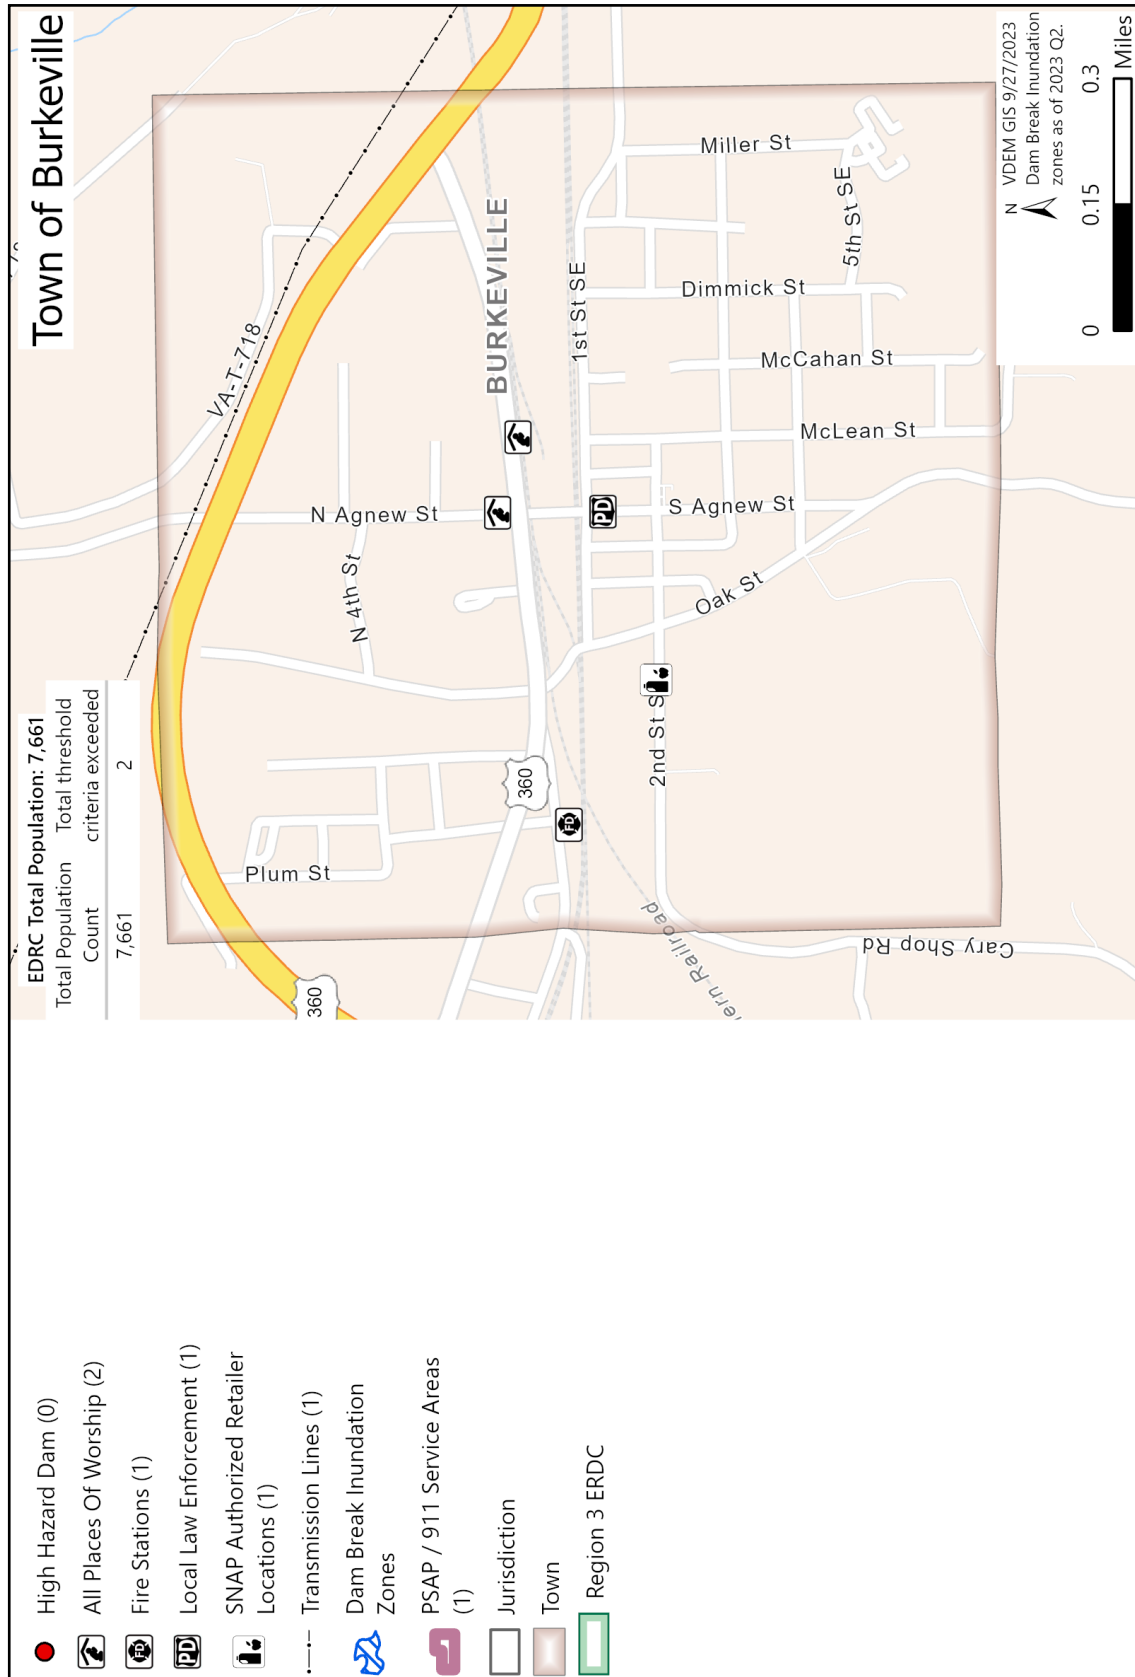 Town of Burkeville
EDRC Total Population: 7,661
Total Population
Count
Total threshold
criteria exceeded
7,661
2
High Hazard Dam (0)
All Places Of Worship (2)
Fire Stations (1)
Local Law Enforcement (1)
SNAP Authorized Retailer
Locations (1)
Transmission Lines (1)
Dam Break Inundation
Zones
PSAP / 911 Service Areas
(1)
Jurisdiction
Town
Region 3 ERDC
360
VA-T-718
Plum St
N 4th St
N Agnew St
360
BURKEVILLE
FD
PD
1st St SE
2nd St S
Oak St
S Agnew St
McLean St
McCahan St
Dimmick St
Miller St
5th St SE
ern Railroad
Cary Shop Rd
N
VDEM GIS 9/27/2023
Dam Break Inundation
zones as of 2023 Q2.
0
0.15
0.3
Miles